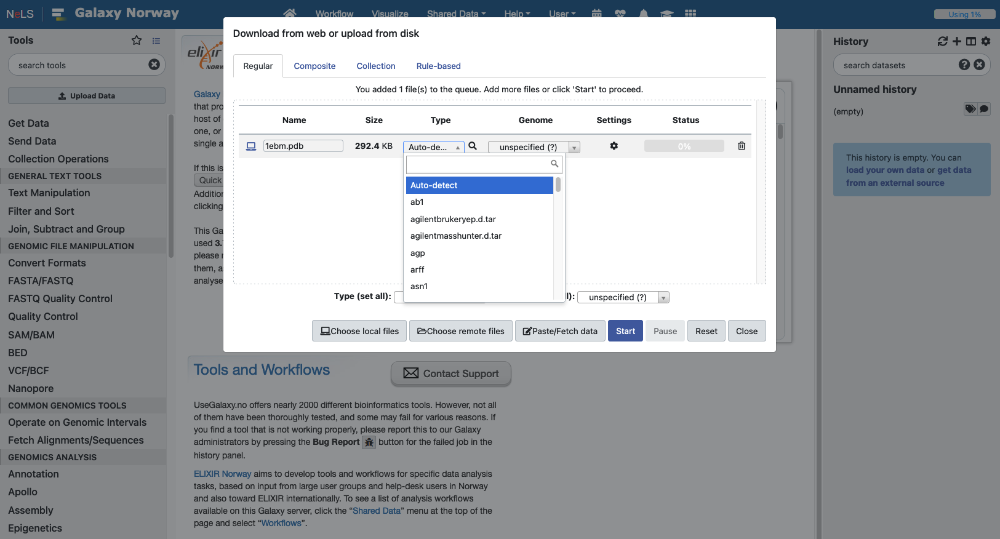 NeLS
Galaxy Norway
Workflow
Visualize
Shared Data
Help
User
Using 1%
Tools
search tools
Upload Data
Get Data
Send Data
Collection Operations
GENERAL TEXT TOOLS
Text Manipulation
Filter and Sort
Join, Subtract and Group
GENOMIC FILE MANIPULATION
Convert Formats
FASTA/FASTQ
FASTQ Quality Control
Quality Control
SAM/BAM
BED
VCF/BCF
Nanopore
COMMON GENOMICS TOOLS
Operate on Genomic Intervals
Fetch Alignments/Sequences
GENOMICS ANALYSIS
Annotation
Apollo
Assembly
Epigenetics
elixir
NORW
Galaxy
that pro
host of
one, or
single a
If this is
Quick
Addition
clicking
This Ga
used 3.
please r
them, a
analyse
Download from web or upload from disk
Regular
Composite
Collection
Rule-based
You added 1 file(s) to the queue. Add more files or click 'Start' to proceed.
Name Size Type Genome Settings Status
1ebm.pdb 292.4 KB Auto-de... unspecified (?) 0%
Auto-detect
ab1
agilentbrukeryep.d.tar
agilentmasshunter.d.tar
agp
arff
asn1
Type (set all): l): unspecified (?)
Choose local files
Choose remote files
Paste/Fetch data
Start
Pause
Reset
Close
Tools and Workflows
Contact Support
UseGalaxy.no offers nearly 2000 different bioinformatics tools. However, not all
of them have been thoroughly tested, and some may fail for various reasons. If
you find a tool that is not working properly, please report this to our Galaxy
administrators by pressing the Bug Report button for the failed job in the
history panel.
ELIXIR Norway aims to develop tools and workflows for specific data analysis
tasks, based on input from large user groups and help-desk users in Norway
and also toward ELIXIR internationally. To see a list of analysis workflows
available on this Galaxy server, click the “Shared Data” menu at the top of the
page and select “Workflows”.
History
search datasets
Unnamed history
(empty)
This history is empty. You can
load your own data or get data
from an external source